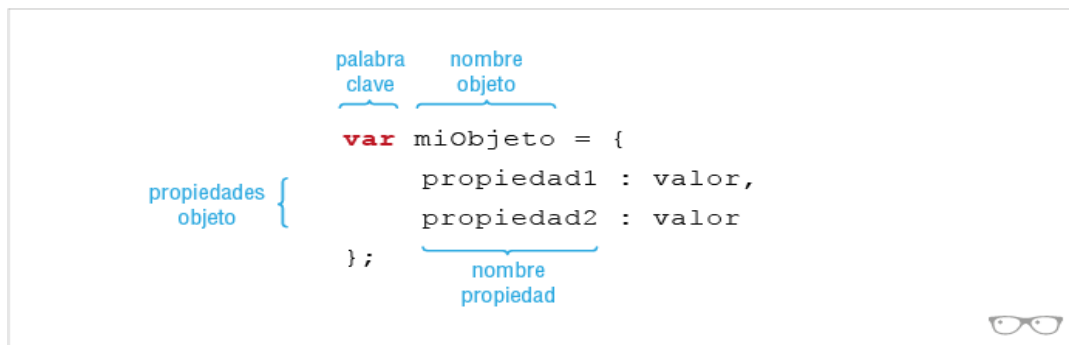 palabra clave
nombre objeto
var miObjeto = {
propiedades objeto
propiedad1 : valor,
propiedad2 : valor
};
nombre propiedad